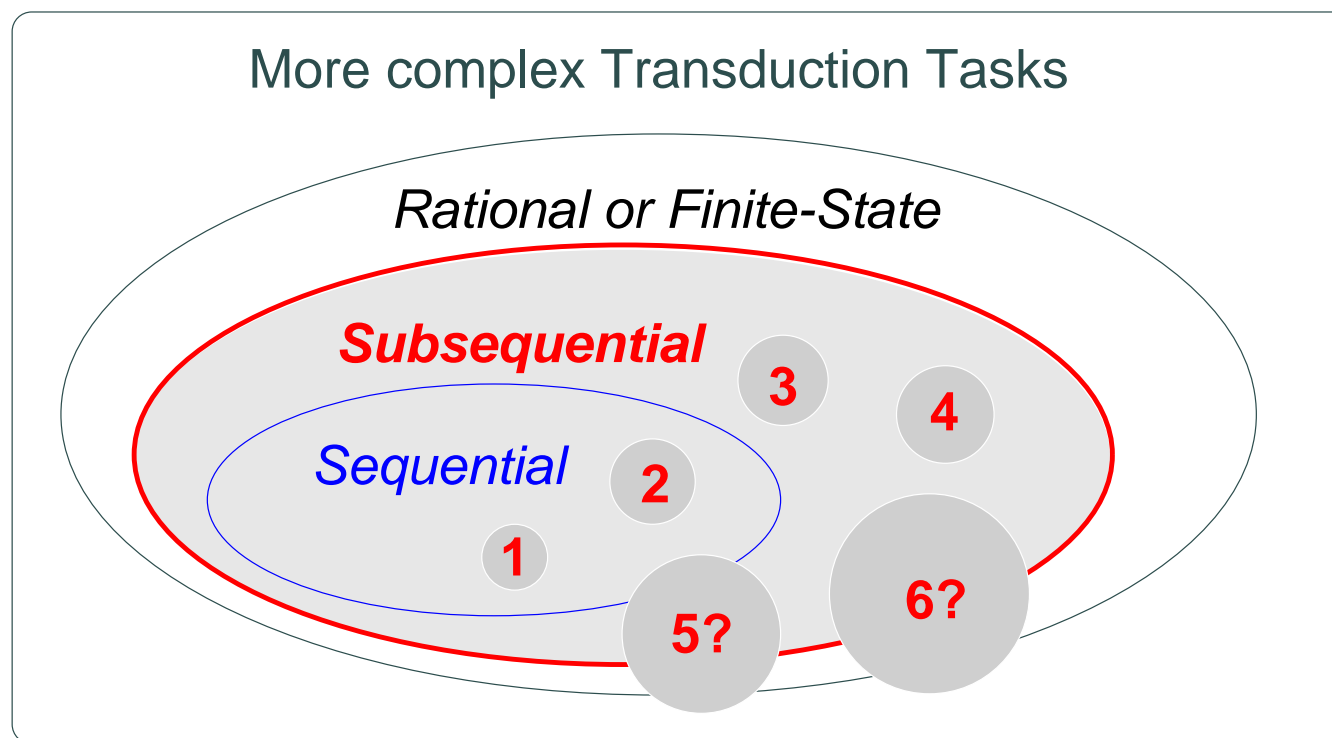 More complex Transduction Tasks
Rational or Finite-State
Subsequential
3
4
Sequential
2
1
6?
5?